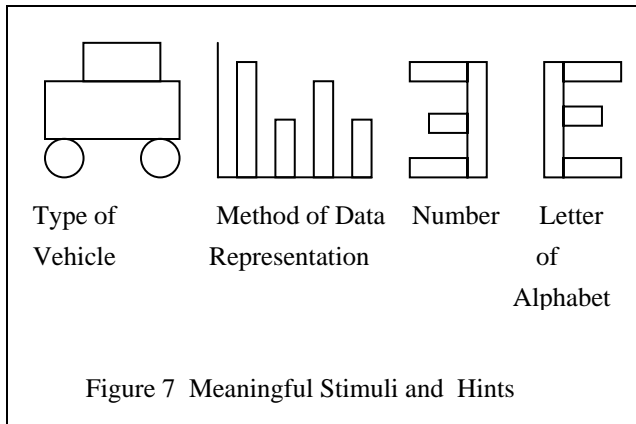 Type of Vehicle
Method of Data Representation
Number
Letter of Alphabet
Figure 7 Meaningful Stimuli and Hints